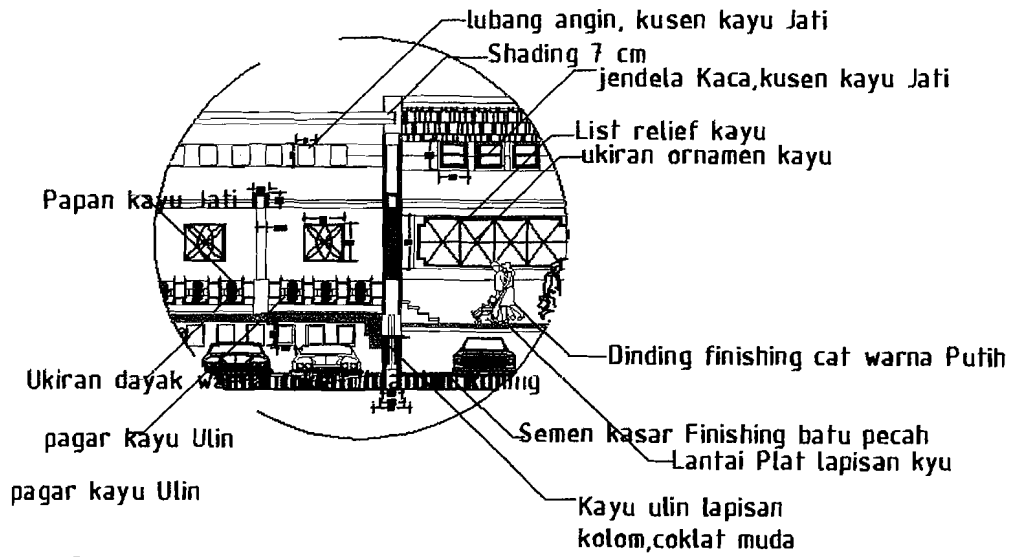 lubang angin, kusen kayu Jati
Shading 7 cm
jendela Kaca,kusen kayu Jati
List relief kayu
ukiran ornamen kayu
Papan kayu Jati
Dinding finishing cat warna Putih
Ukiran dayak kuning
pagar kayu Ulin
Semen kasar Finishing batu pecah
Lantai Plat lapisan kyu
pagar kayu Ulin
Kayu ulin lapisan
kolom,coklat muda